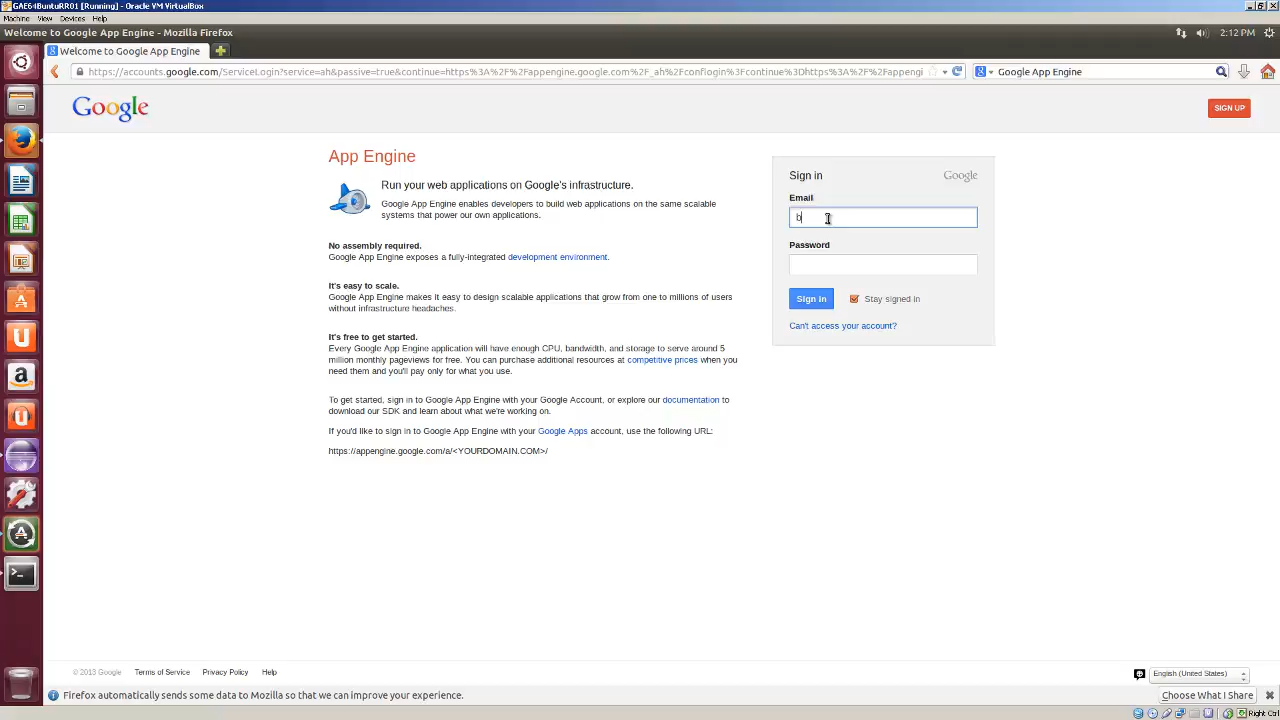 GAE64BuntuRR01 [Running] - Oracle VM VirtualBox
Machine View Devices Help
Welcome to Google App Engine - Mozilla Firefox
2:12 PM
Welcome to Google App Engine
https://accounts.google.com/ServiceLogin?service=ah&passive=true&continue=https%3A%2F%2Fappengine.google.com%2F_ah%2Fconflogin%3Fcontinue%3Dhttps%3A%2F%2Fappengi
Google App Engine
Google
SIGN UP
App Engine
Run your web applications on Google's infrastructure.
Google App Engine enables developers to build web applications on the same scalable
systems that power our own applications.
No assembly required.
Google App Engine exposes a fully-integrated development environment.
It's easy to scale.
Google App Engine makes it easy to design scalable applications that grow from one to millions of users
without infrastructure headaches.
It's free to get started.
Every Google App Engine application will have enough CPU, bandwidth, and storage to serve around 5
million monthly pageviews for free. You can purchase additional resources at competitive prices when you
need them and you'll pay only for what you use.
To get started, sign in to Google App Engine with your Google Account, or explore our documentation to
download our SDK and learn about what we're working on.
If you'd like to sign in to Google App Engine with your Google Apps account, use the following URL:
https://appengine.google.com/a/<YOURDOMAIN.COM>/
Sign in Google
Email
b
Password
Sign in Stay signed in
Can't access your account?
© 2013 Google Terms of Service Privacy Policy Help
English (United States)
Firefox automatically sends some data to Mozilla so that we can improve your experience.
Choose What I Share
Right Ctrl